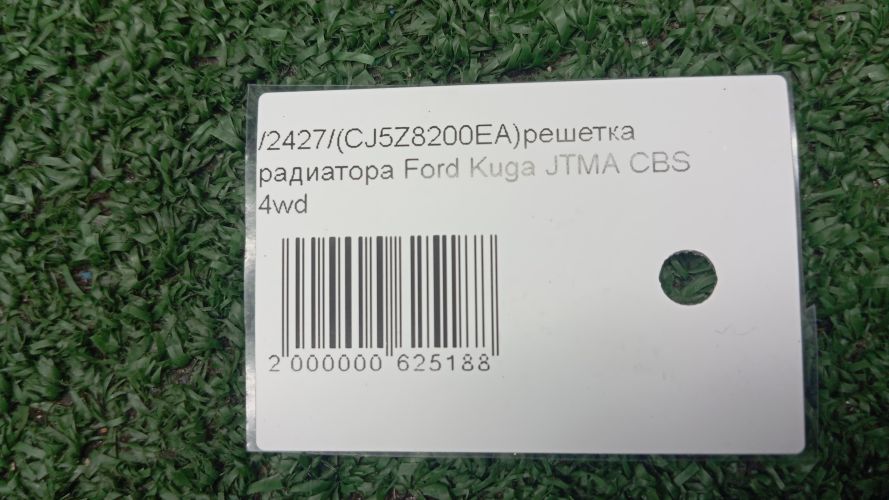 /2427/(CJ5Z8200EA)решетка
радиатора Ford Kuga JTMA CBS
4wd
2 000000 625188